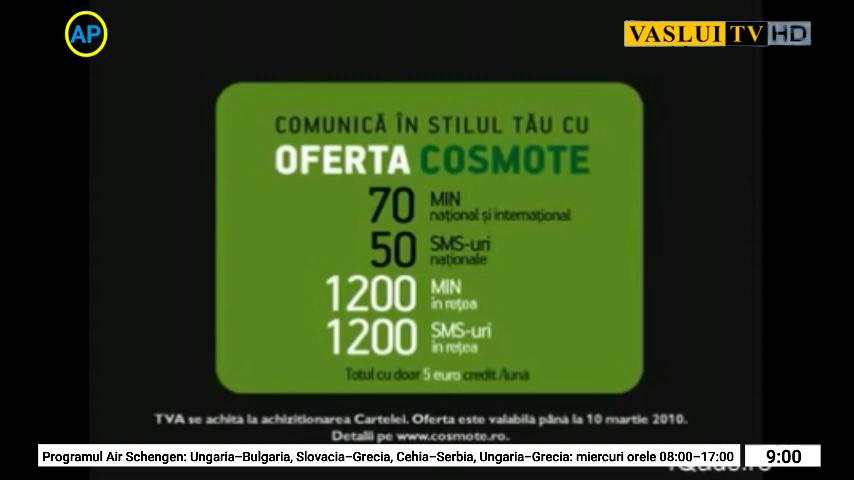 AP
VASLUI TV HD
COMUNICĂ ÎN STILUL TĂU CU
OFERTA COSMOTE
70 MIN
național și internațional
50 SMS-uri
naționale
1200 MIN
în rețea
1200 SMS-uri
în rețea
Totul cu doar 5 euro credit /lună
TVA se achită la achiziționarea Cartelei. Oferta este valabilă până la 10 martie 2010.
Detalii pe www.cosmote.ro.
Programul Air Schengen: Ungaria–Bulgaria, Slovacia–Grecia, Cehia–Serbia, Ungaria–Grecia: miercuri orele 08:00–17:00
9:00